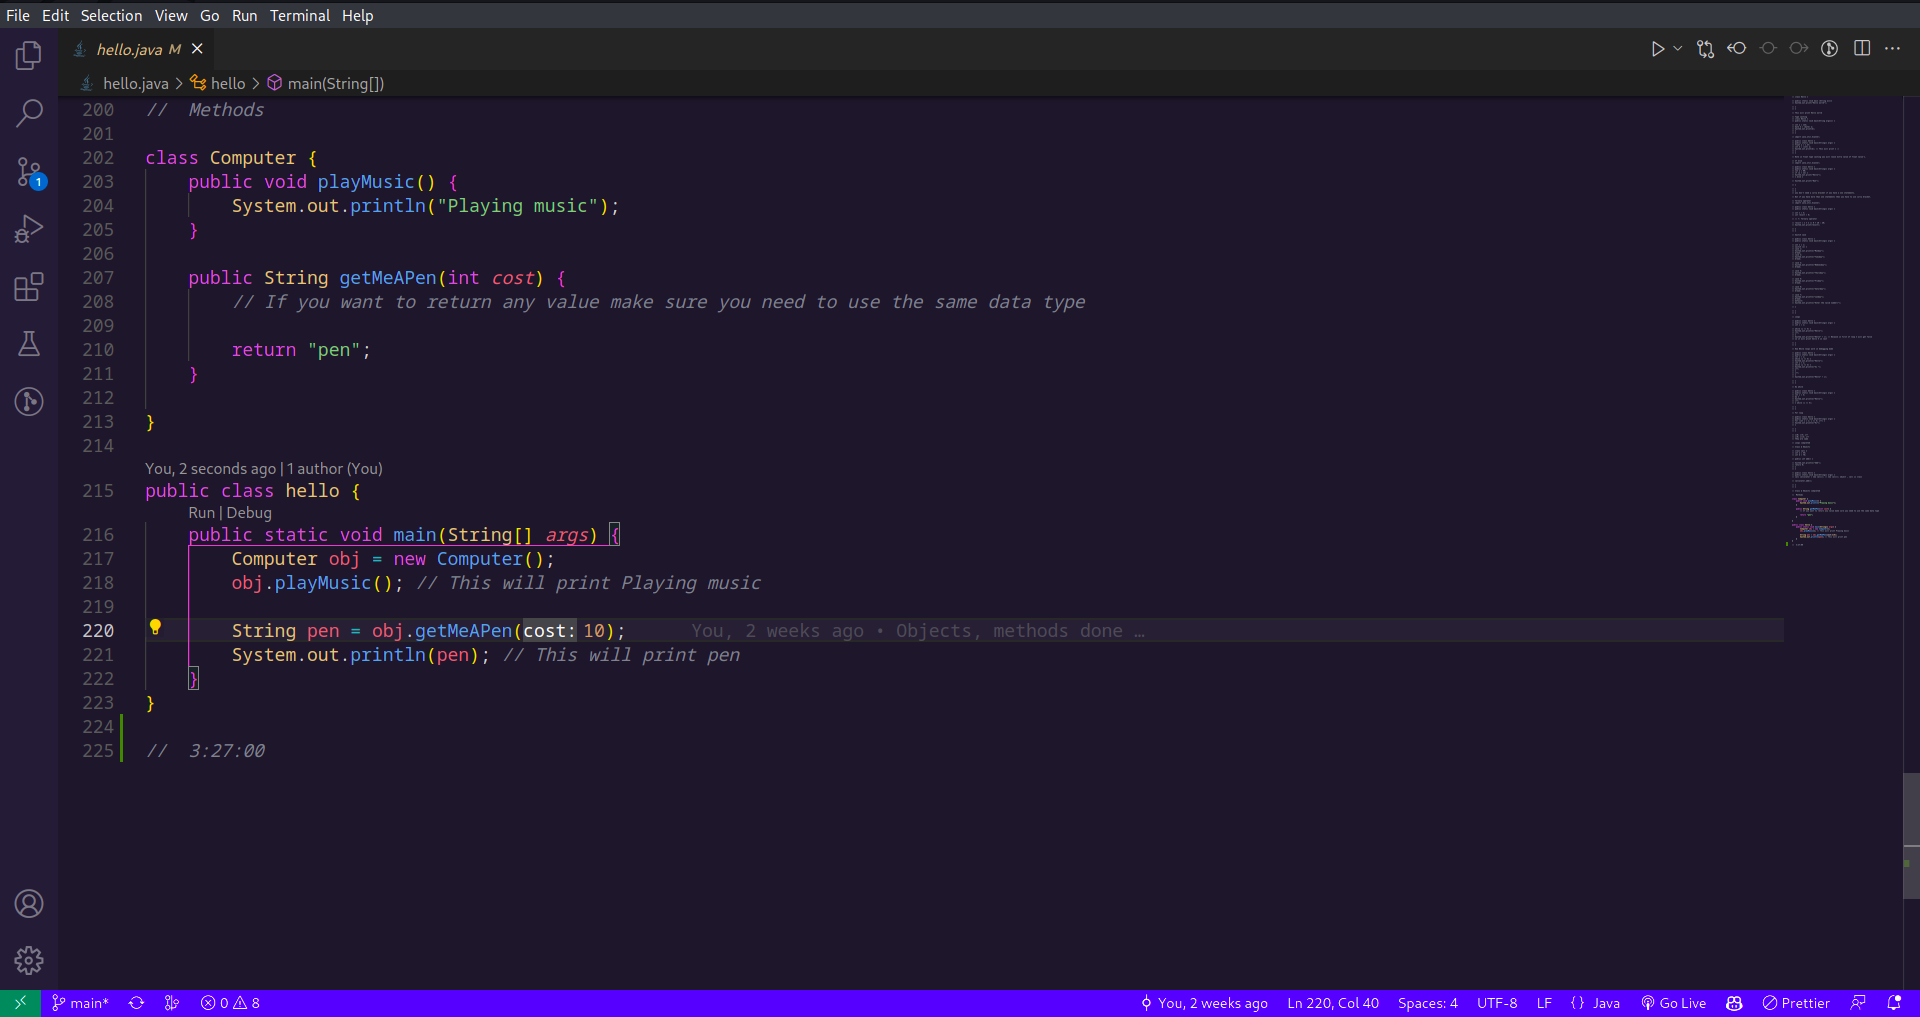 File Edit Selection View Go Run Terminal Help
hello.java M
hello.java > hello > main(String[])
200 // Methods
201
202 class Computer {
203 public void playMusic() {
204 System.out.println("Playing music");
205 }
206
207 public String getMeAPen(int cost) {
208 // If you want to return any value make sure you need to use the same data type
209
210 return "pen";
211 }
212
213 }
214
You, 2 seconds ago | 1 author (You)
215 public class hello {
Run | Debug
216 public static void main(String[] args) {
217 Computer obj = new Computer();
218 obj.playMusic(); // This will print Playing music
219
220 String pen = obj.getMeAPen(cost: 10); You, 2 weeks ago • Objects, methods done …
221 System.out.println(pen); // This will print pen
222 }
223 }
224
225 // 3:27:00
1
main* 0 8 You, 2 weeks ago Ln 220, Col 40 Spaces: 4 UTF-8 LF {} Java Go Live Prettier